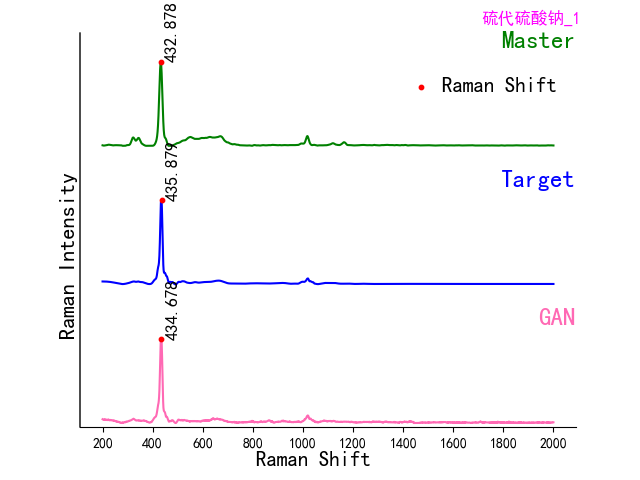 硫代硫酸钠_1
Master
432.878
Raman Shift
435.879
Target
434.678
GAN
Raman Intensity
200 400 600 800 1000 1200 1400 1600 1800 2000
Raman Shift